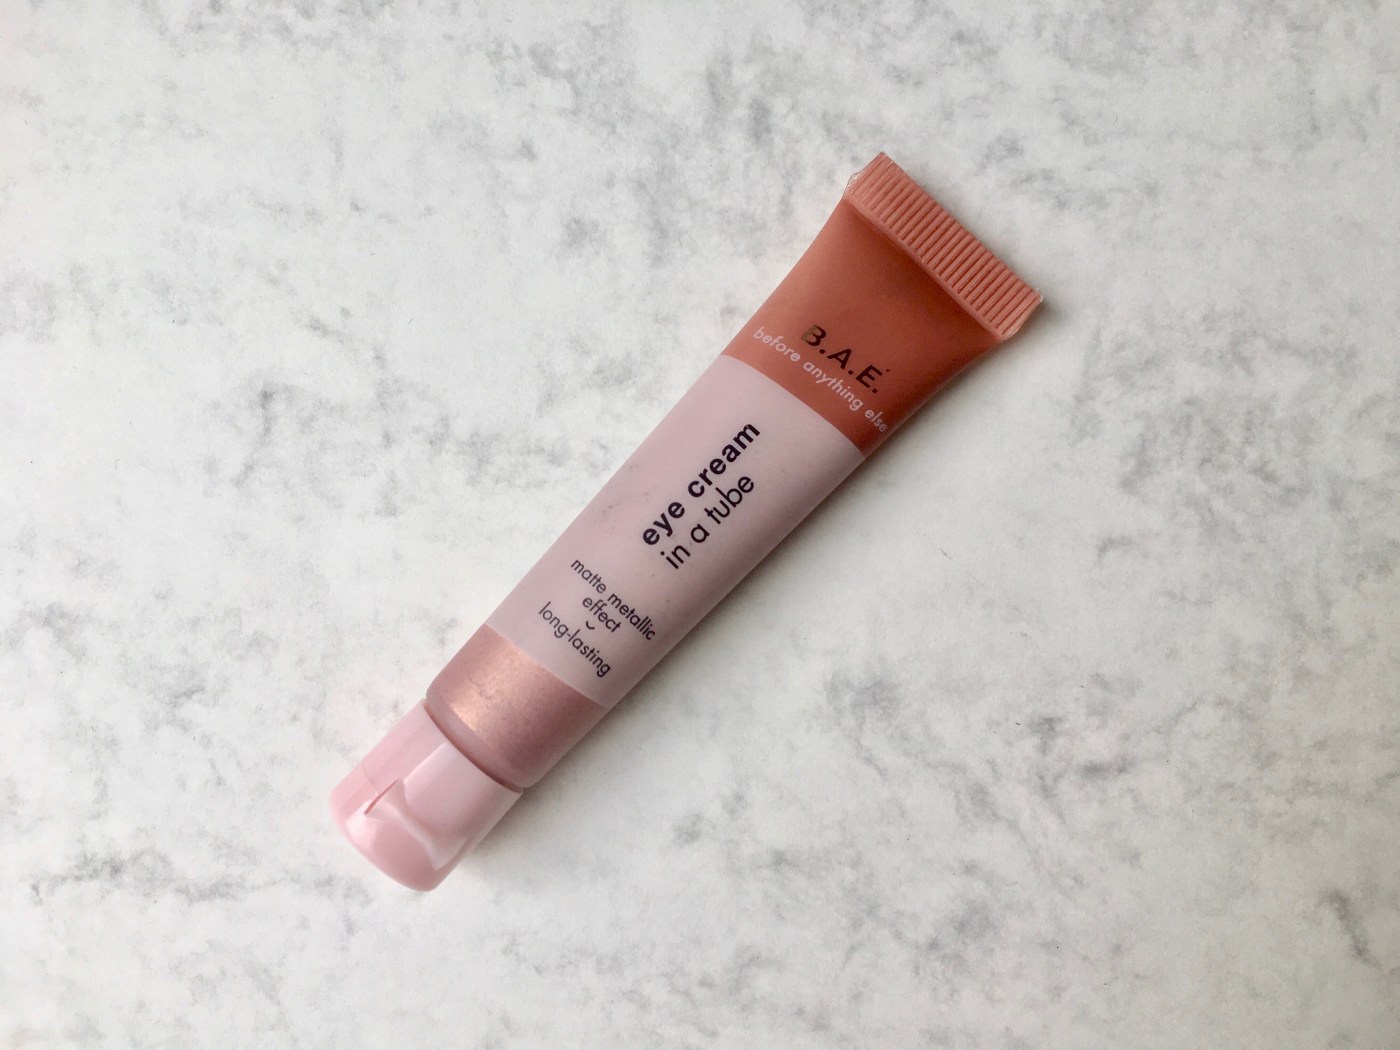 B.A.E.
before anything else
eye cream
in a tube
matte metallic
effect
long-lasting